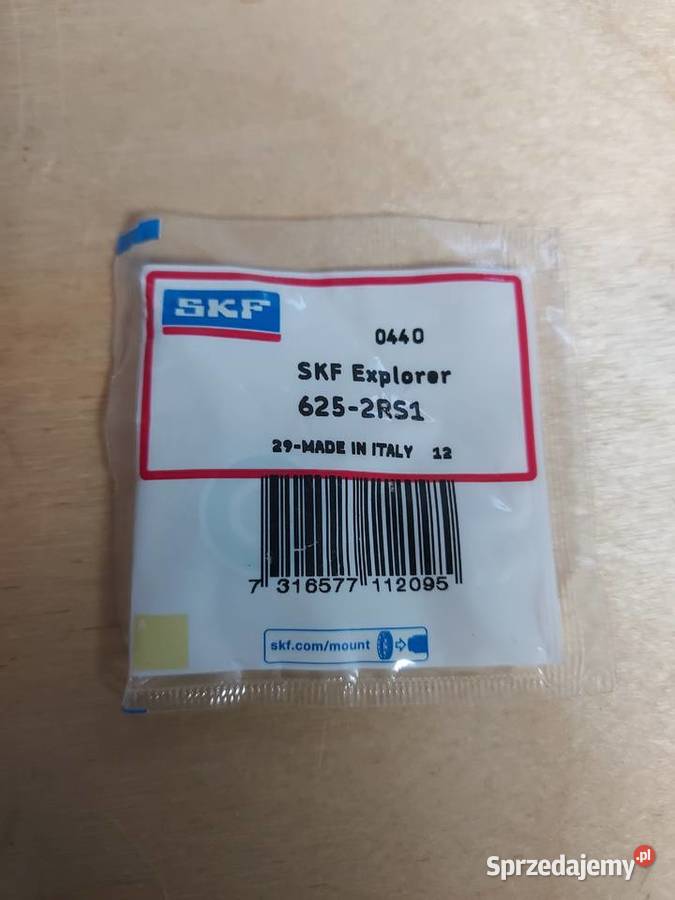 SKF
0440
SKF Explorer
625-2RS1
29-MADE IN ITALY 12
7 316577 112095
skf.com/mount
Sprzedajemy.pl